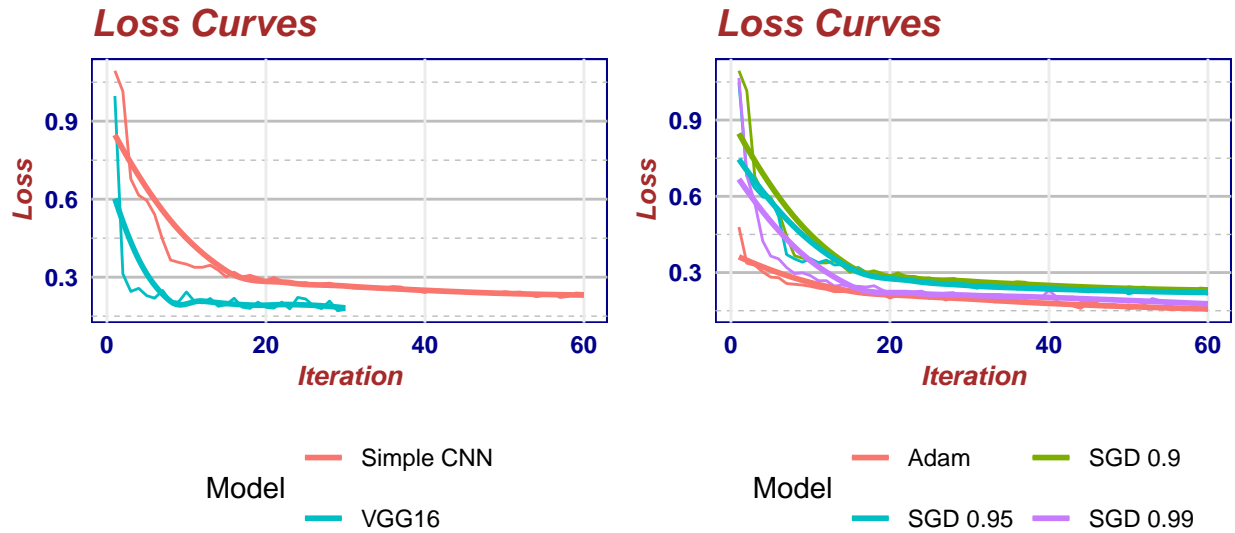 Loss Curves
0.9
0.6
0.3
Loss
0 20 40 60
Iteration
Model
Simple CNN
VGG16
Loss Curves
0.9
0.6
0.3
Loss
0 20 40 60
Iteration
Model
Adam
SGD 0.9
SGD 0.95
SGD 0.99